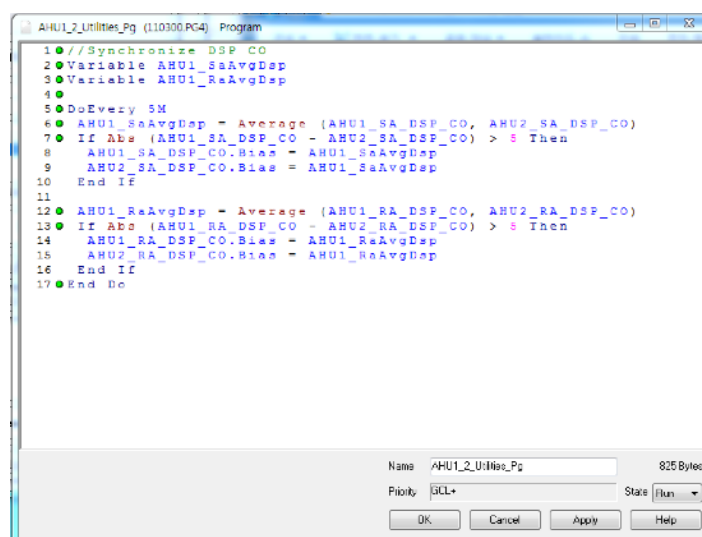 AHU1_2_Utilities_Pg (110300.PG4) Program
1 //Synchronize DSP CO
2 Variable AHU1_SaAvgDsp
3 Variable AHU1_RaAvgDsp
4
5 DoEvery 5M
6 AHU1_SaAvgDsp = Average (AHU1_SA_DSP_CO, AHU2_SA_DSP_CO)
7 If Abs (AHU1_SA_DSP_CO - AHU2_SA_DSP_CO) > 5 Then
8 AHU1_SA_DSP_CO.Bias = AHU1_SaAvgDsp
9 AHU2_SA_DSP_CO.Bias = AHU1_SaAvgDsp
10 End If
11
12 AHU1_RaAvgDsp = Average (AHU1_RA_DSP_CO, AHU2_RA_DSP_CO)
13 If Abs (AHU1_RA_DSP_CO - AHU2_RA_DSP_CO) > 5 Then
14 AHU1_RA_DSP_CO.Bias = AHU1_RaAvgDsp
15 AHU2_RA_DSP_CO.Bias = AHU1_RaAvgDsp
16 End If
17 End Do
Name AHU1_2_Utilities_Pg 825 Bytes
Priority GCL+ State Run
OK Cancel Apply Help